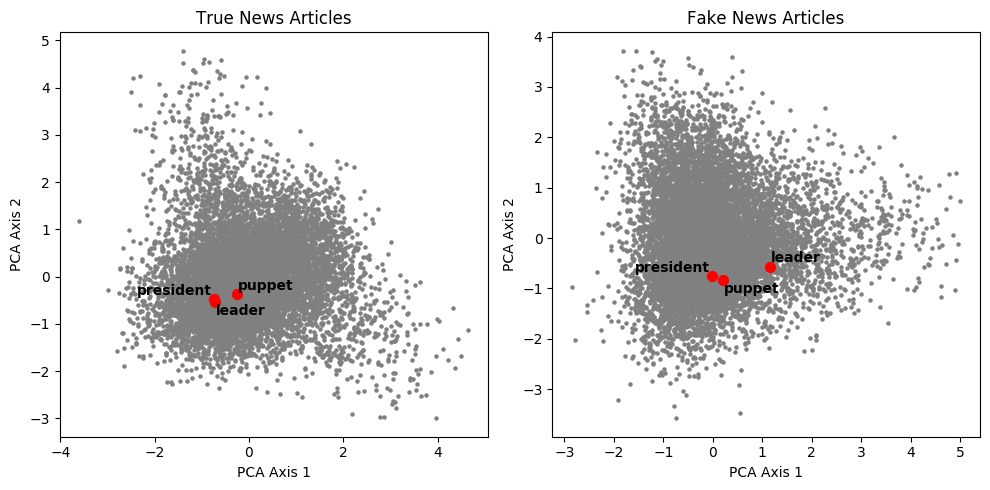 True News Articles
PCA Axis 2
5
4
3
2
1
0
−1
−2
−3
president
puppet
leader
−4
−2
0
2
4
PCA Axis 1
Fake News Articles
PCA Axis 2
4
3
2
1
0
−1
−2
−3
leader
president
puppet
−3
−2
−1
0
1
2
3
4
5
PCA Axis 1